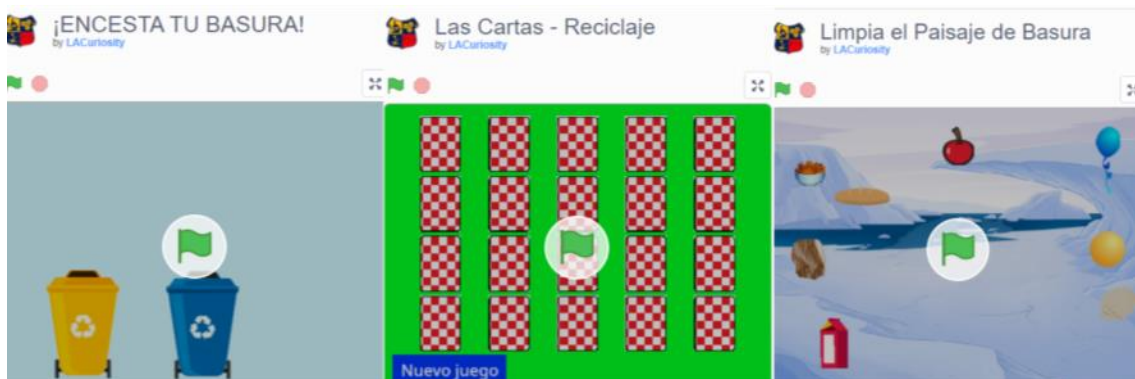 ¡ENCESTA TU BASURA!
by LACuriosity
Las Cartas - Reciclaje
by LACuriosity
Nuevo juego
Limpia el Paisaje de Basura
by LACuriosity